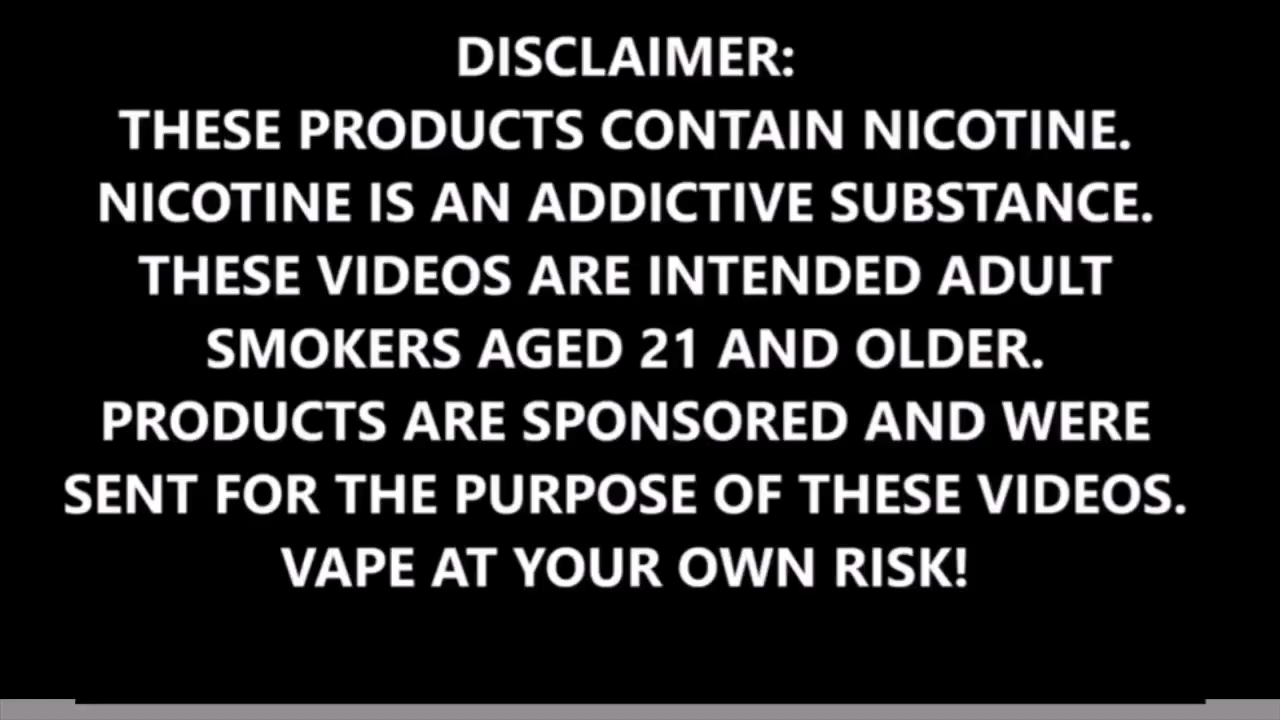 DISCLAIMER:
THESE PRODUCTS CONTAIN NICOTINE.
NICOTINE IS AN ADDICTIVE SUBSTANCE.
THESE VIDEOS ARE INTENDED ADULT
SMOKERS AGED 21 AND OLDER.
PRODUCTS ARE SPONSORED AND WERE
SENT FOR THE PURPOSE OF THESE VIDEOS.
VAPE AT YOUR OWN RISK!